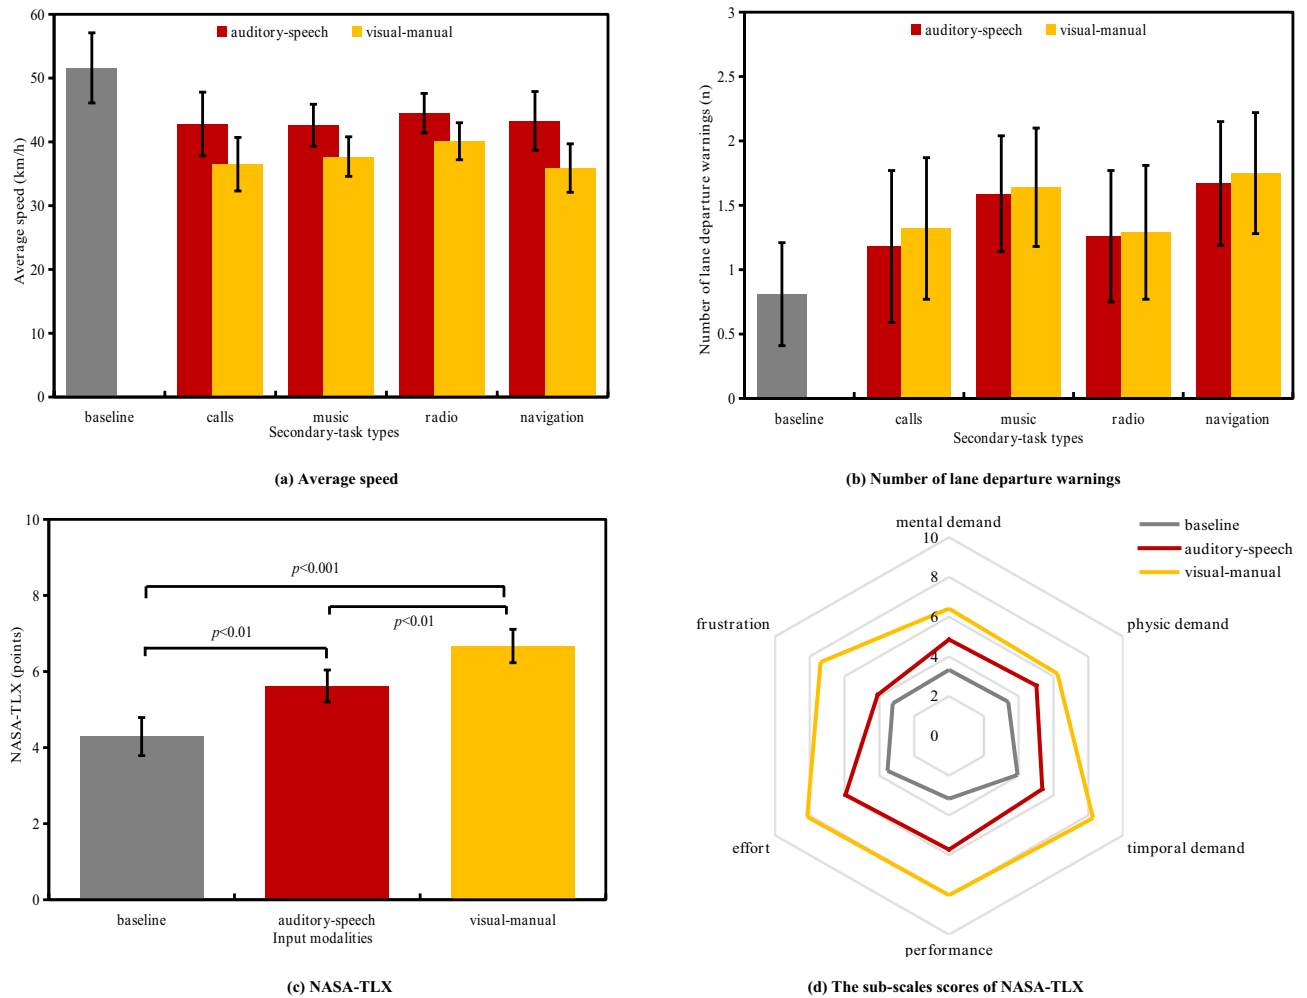 auditory-speech visual-manual
60
50
40
30
20
10
0
Average speed (km/h)
baseline calls music radio navigation
Secondary-task types
(a) Average speed
auditory-speech visual-manual
3
2.5
2
1.5
1
0.5
0
Number of lane departure warnings (n)
baseline calls music radio navigation
Secondary-task types
(b) Number of lane departure warnings
10
8
6
4
2
0
NASA-TLX (points)
p<0.001
p<0.01
p<0.01
baseline auditory-speech visual-manual
Input modalities
(c) NASA-TLX
baseline
auditory-speech
visual-manual
mental demand
physic demand
timporal demand
performance
effort
frustration
10
8
6
4
2
0
(d) The sub-scales scores of NASA-TLX